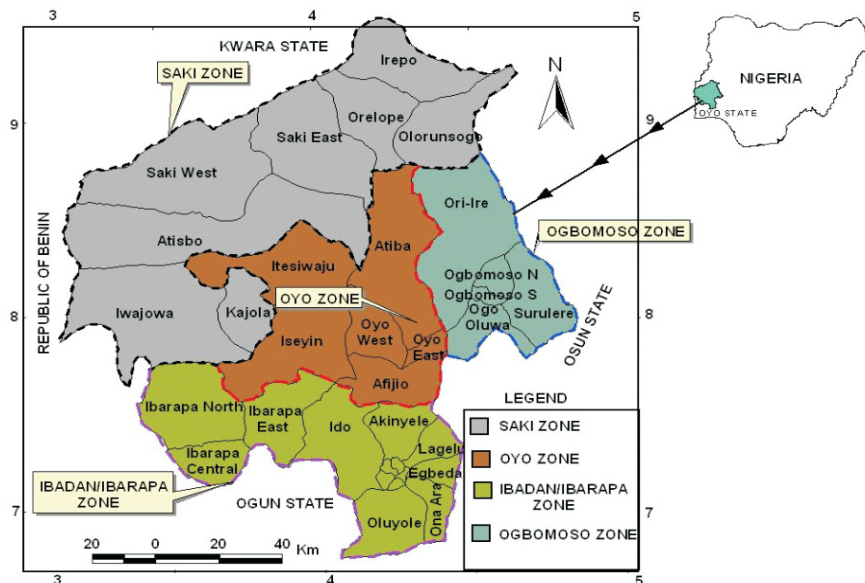 3
4
5
KWARA STATE
SAKI ZONE
Irepo
N
NIGERIA
OYO STATE
9
9
Orelope
Saki East
Olorunsogo
Saki West
Ori-Ire
OGBOMOSO ZONE
Atisbo
Atiba
Itesiwaju
REPUBLIC OF BENIN
Ogbomoso N
OYO ZONE
Ogbomoso S
Iwajowa
Kajola
Ogo
Oluwa
Surulere
8
8
OSUN STATE
Iseyin
Oyo
West
Oyo
East
Afijio
Ibarapa North
Ibarapa
East
Ido
Akinyele
Ibarapa
Central
Lagelu
Egbeda
IBADAN/IBARAPA
ZONE
OGUN STATE
Ona Ara
Oluyole
7
7
LEGEND
SAKI ZONE
OYO ZONE
IBADAN/IBARAPA
ZONE
OGBOMOSO ZONE
20 0 20 40
Km
3
4
5